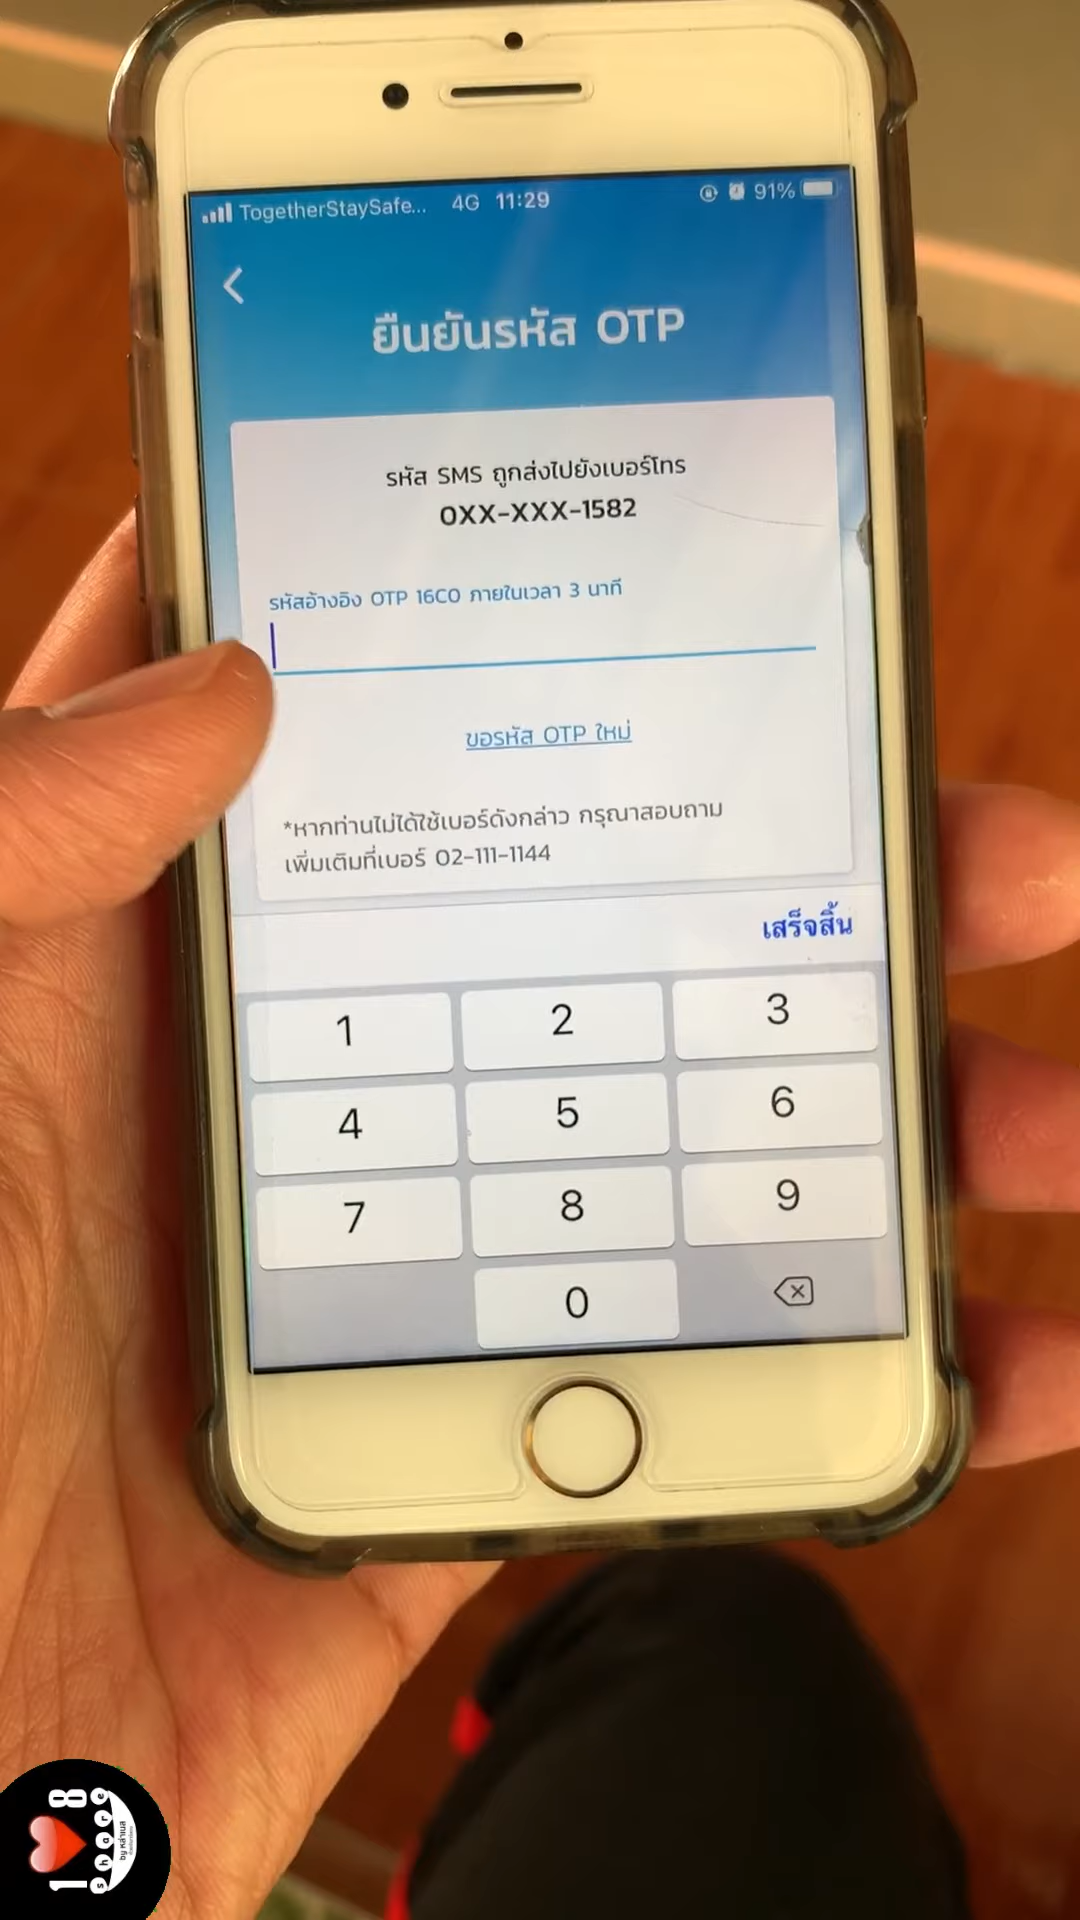 TogetherStaySafe... 4G 11:29 91%
ยืนยันรหัส OTP
รหัส SMS ถูกส่งไปยังเบอร์โทร
0XX-XXX-1582
รหัสอ้างอิง OTP 16C0 ภายในเวลา 3 นาที
ขอรหัส OTP ใหม่
*หากท่านไม่ได้ใช้เบอร์ดังกล่าว กรุณาสอบถาม
เพิ่มเติมที่เบอร์ 02-111-1144
เสร็จสิ้น
1 2 3
4 5 6
7 8 9
0
108
share